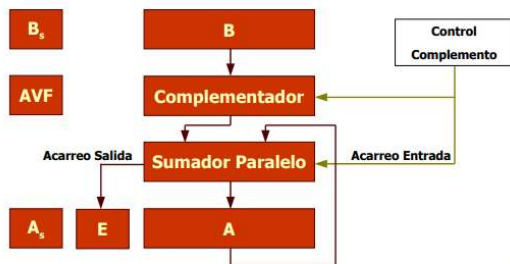 Bs
B
Control
Complemento
AVF
Complementador
Acarreo Salida
Sumador Paralelo
Acarreo Entrada
As
E
A